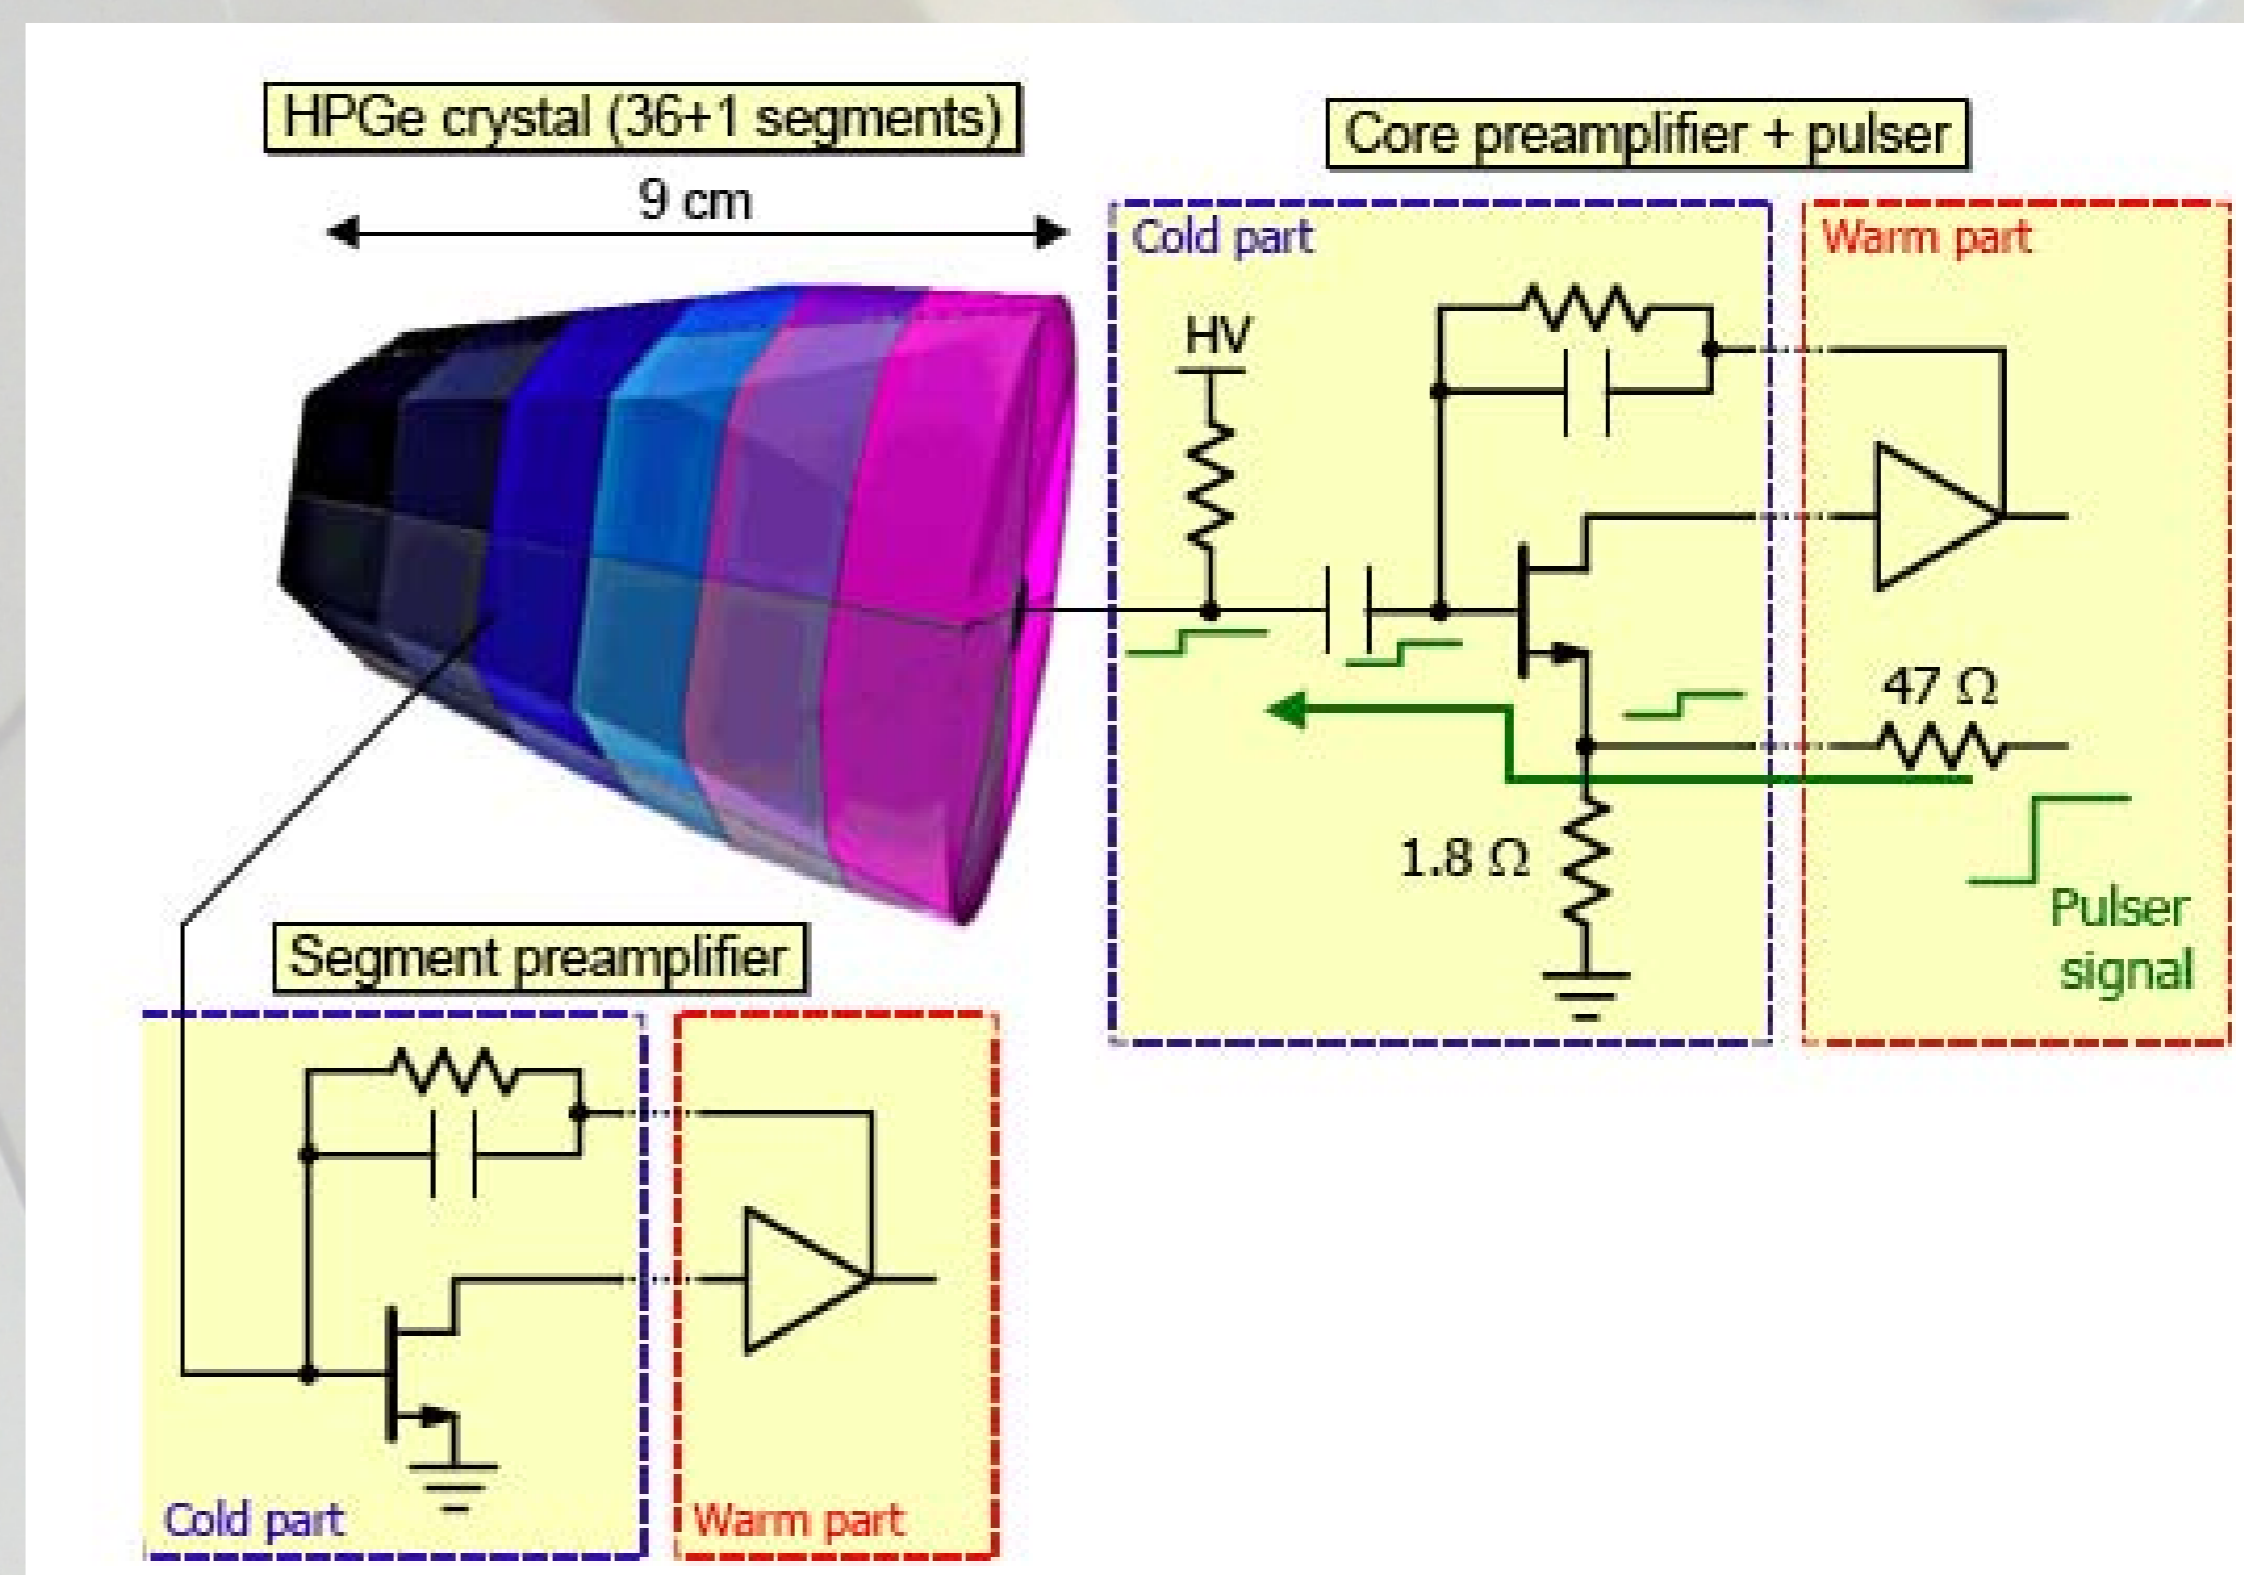 HPGe crystal (36+1 segments)
9 cm
Core preamplifier + pulser
Cold part
Warm part
HV
47 Ω
1.8 Ω
Pulser
signal
Segment preamplifier
Cold part
Warm part